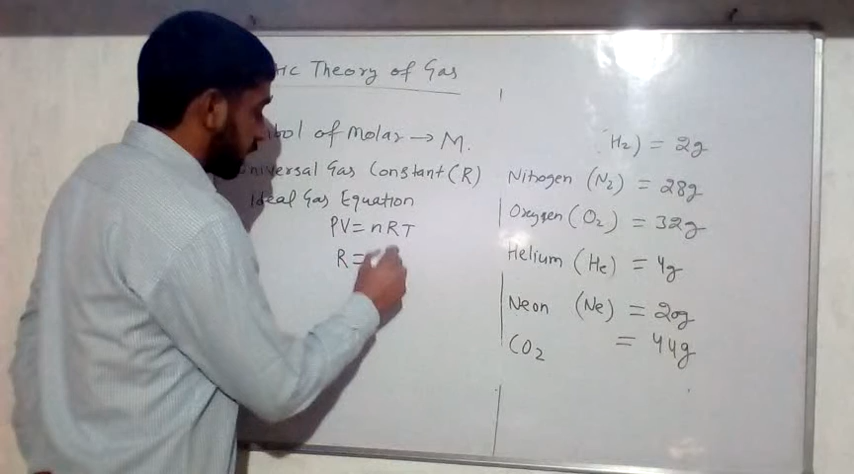 Theory of Gas
of Molar → M.
Universal Gas Constant (R)
Ideal Gas Equation
PV = nRT
R =
H₂) = 2g
Nitrogen (N₂) = 28g
Oxygen (O₂) = 32g
Helium (He) = 4g
Neon (Ne) = 20g
CO₂ = 44g